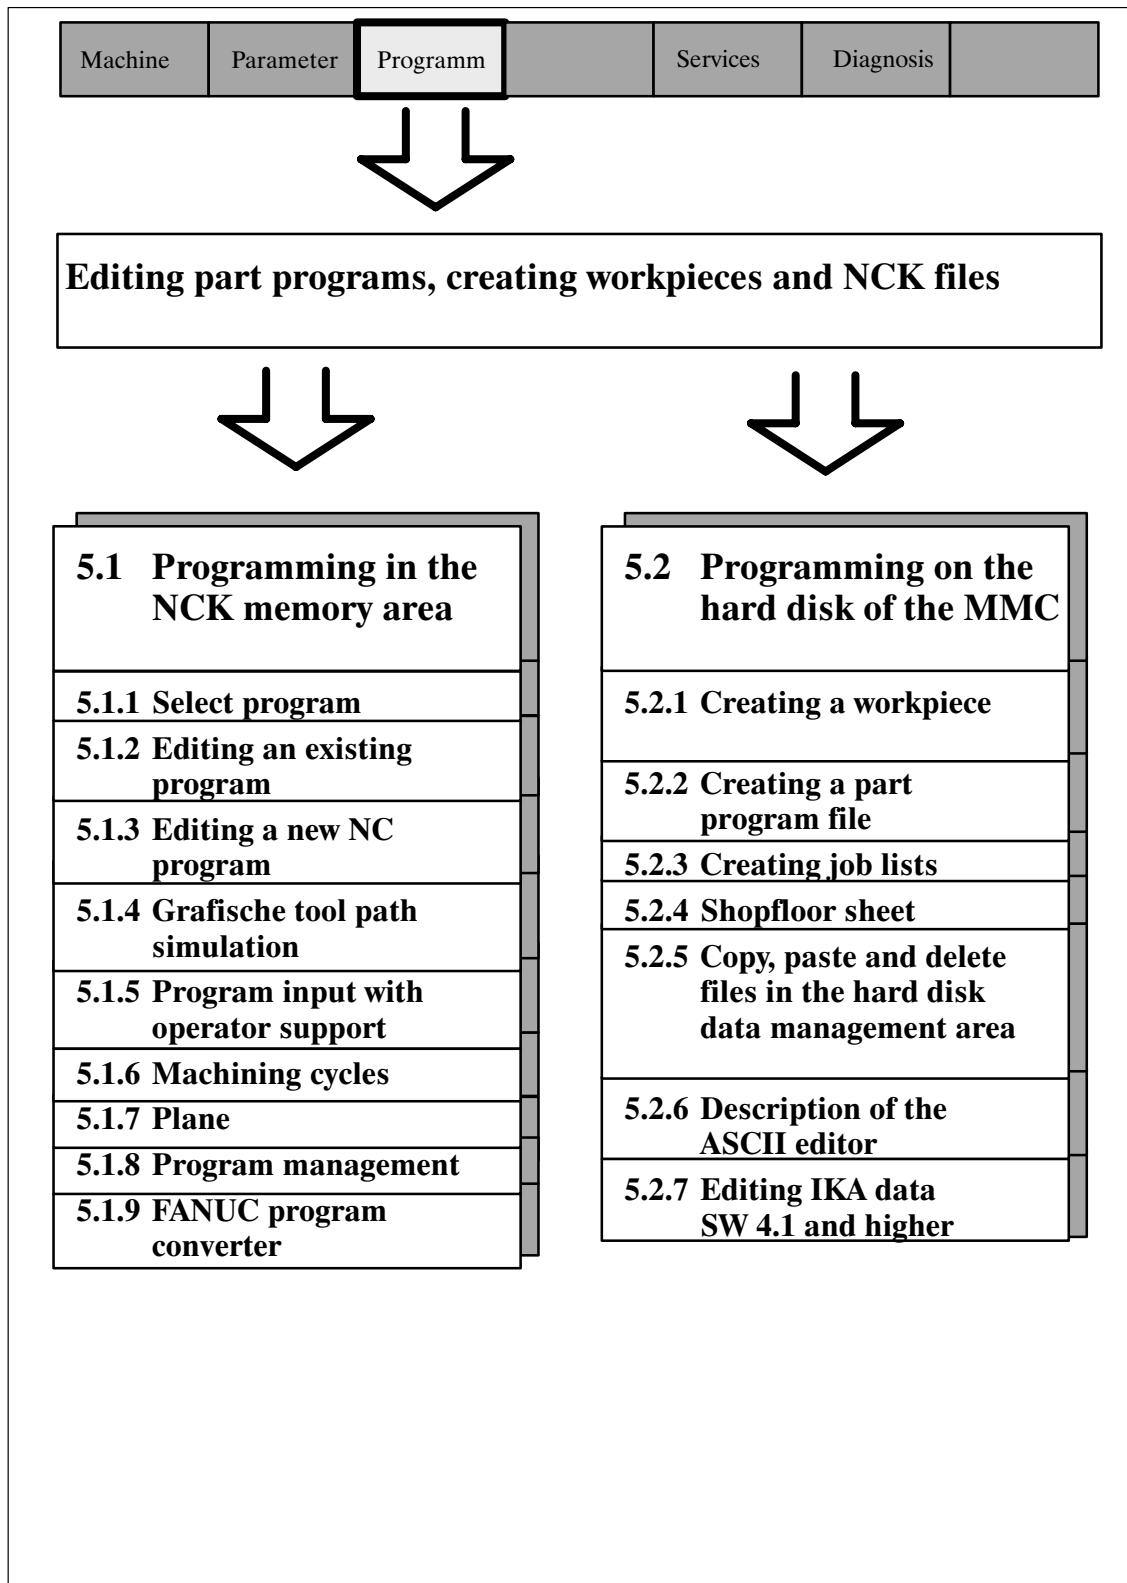 Machine Parameter Programm Services Diagnosis
Editing part programs, creating workpieces and NCK files
5.1 Programming in the
NCK memory area
5.1.1 Select program
5.1.2 Editing an existing
program
5.1.3 Editing a new NC
program
5.1.4 Grafische tool path
simulation
5.1.5 Program input with
operator support
5.1.6 Machining cycles
5.1.7 Plane
5.1.8 Program management
5.1.9 FANUC program
converter
5.2 Programming on the
hard disk of the MMC
5.2.1 Creating a workpiece
5.2.2 Creating a part
program file
5.2.3 Creating job lists
5.2.4 Shopfloor sheet
5.2.5 Copy, paste and delete
files in the hard disk
data management area
5.2.6 Description of the
ASCII editor
5.2.7 Editing IKA data
SW 4.1 and higher